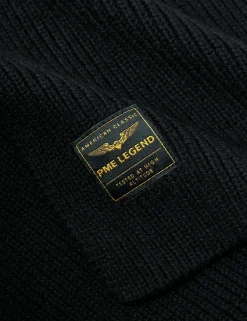 AMERICAN CLASSIC
PME LEGEND
TESTED AT HIGH
ALTITUDE